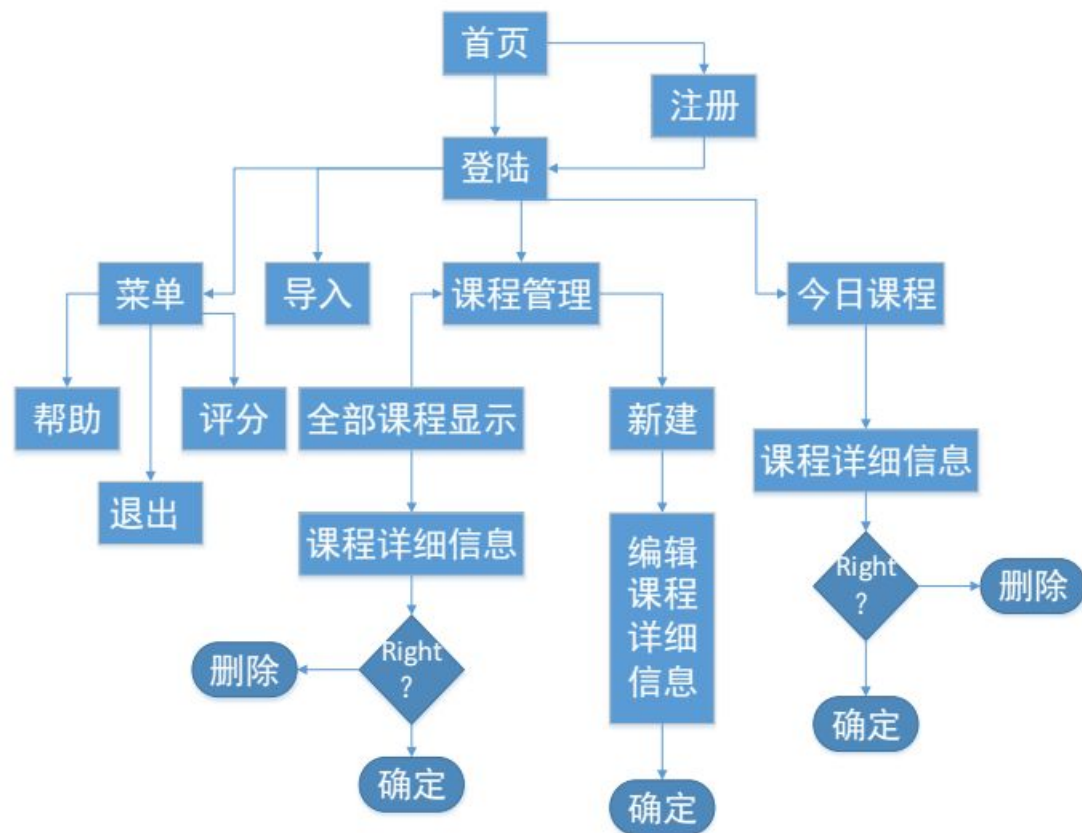 首页
注册
登陆
菜单
导入
课程管理
今日课程
帮助
评分
全部课程显示
新建
课程详细信息
退出
课程详细信息
编辑
课程
详细
信息
Right
?
删除
Right
?
删除
确定
确定
确定